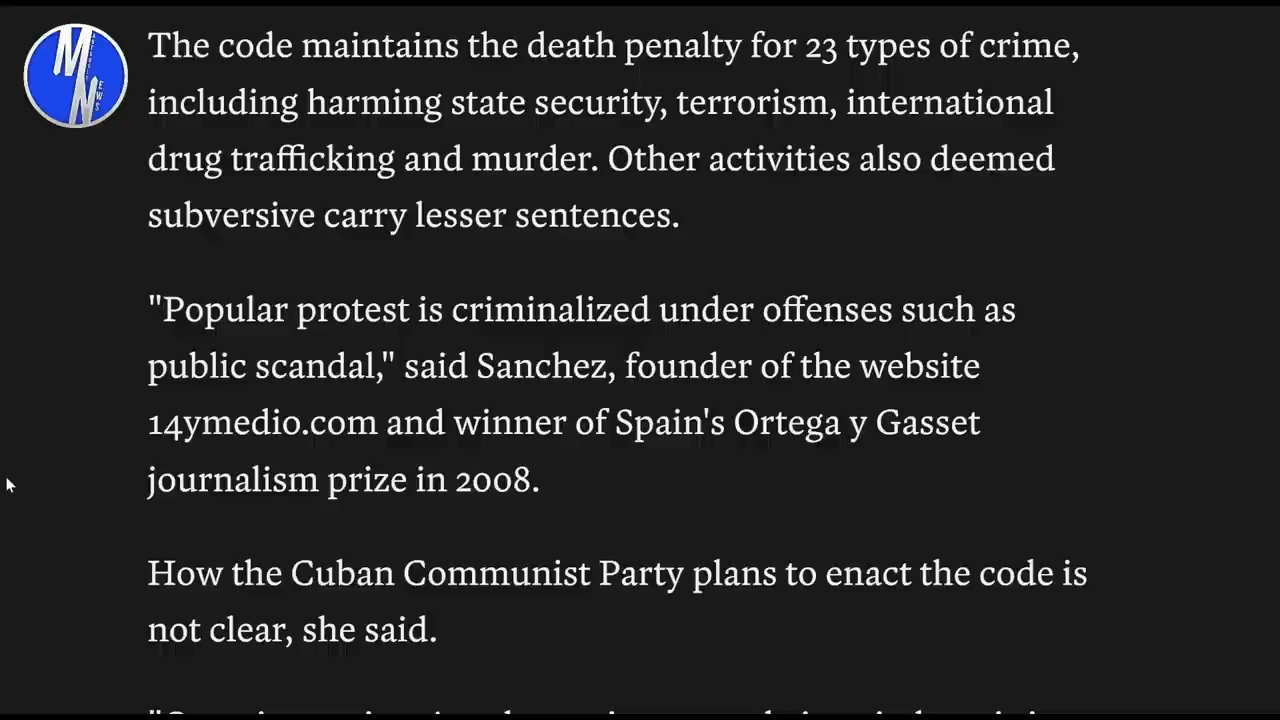 The code maintains the death penalty for 23 types of crime,
including harming state security, terrorism, international
drug trafficking and murder. Other activities also deemed
subversive carry lesser sentences.
"Popular protest is criminalized under offenses such as
public scandal," said Sanchez, founder of the website
14ymedio.com and winner of Spain's Ortega y Gasset
journalism prize in 2008.
How the Cuban Communist Party plans to enact the code is
not clear, she said.